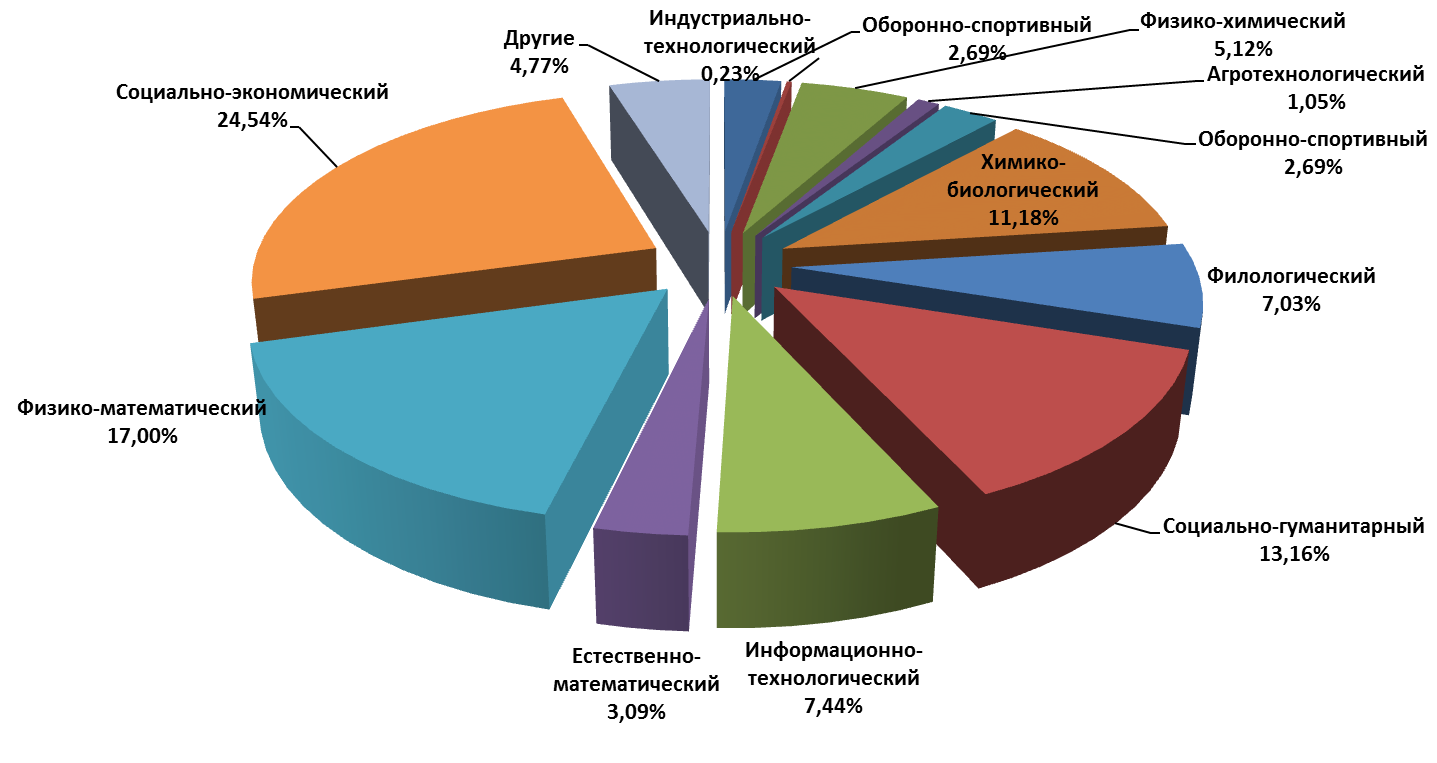 Индустриально-
технологический
0,23%
Оборонно-спортивный
2,69%
Физико-химический
5,12%
Агротехнологический
1,05%
Оборонно-спортивный
2,69%
Химико-
биологический
11,18%
Филологический
7,03%
Социально-гуманитарный
13,16%
Информационно-
технологический
7,44%
Естественно-
математический
3,09%
Физико-математический
17,00%
Социально-экономический
24,54%
Другие
4,77%